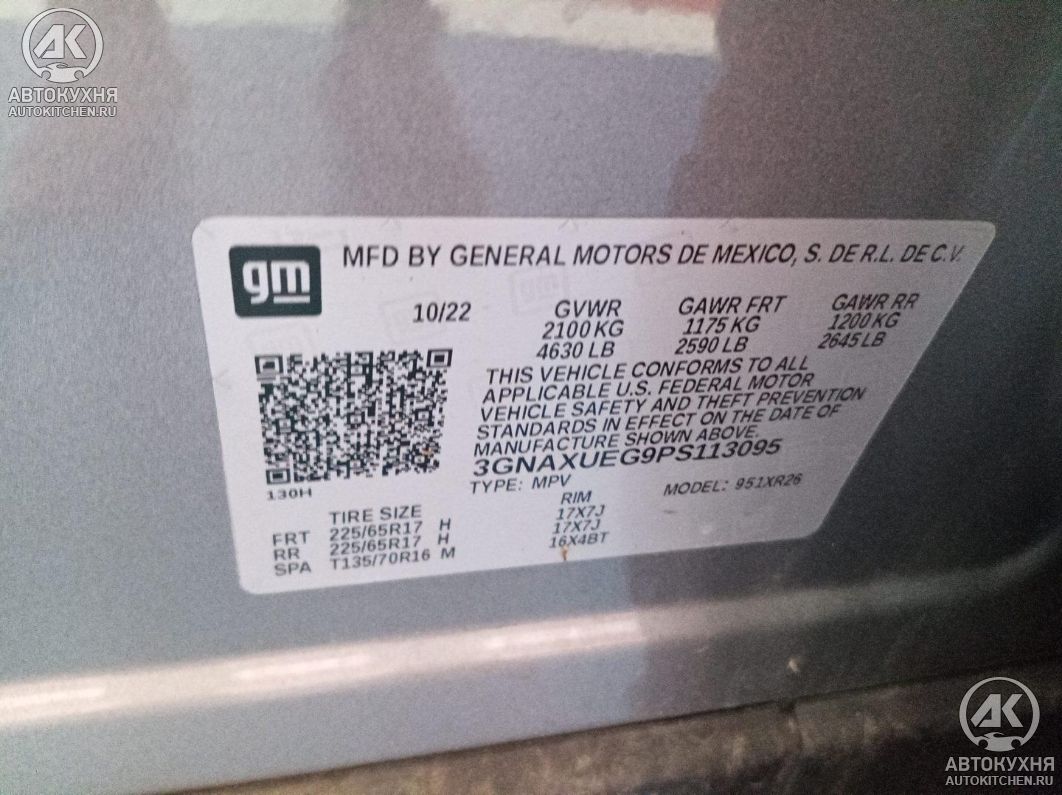 AK
АВТОКУХНЯ
AUTOKITCHEN.RU
gm
MFD BY GENERAL MOTORS DE MEXICO, S. DE R.L. DE C.V.
10/22 GVWR GAWR FRT GAWR RR
2100 KG 1175 KG 1200 KG
4630 LB 2590 LB 2645 LB
THIS VEHICLE CONFORMS TO ALL
APPLICABLE U.S. FEDERAL MOTOR
VEHICLE SAFETY AND THEFT PREVENTION
STANDARDS IN EFFECT ON THE DATE OF
MANUFACTURE SHOWN ABOVE.
3GNAXUEG9PS113095
TYPE: MPV MODEL: 951XR26
130H
TIRE SIZE RIM
FRT 225/65R17 H 17X7J
RR 225/65R17 H 17X7J
SPA T135/70R16 M 16X4BT
AK
АВТОКУХНЯ
AUTOKITCHEN.RU